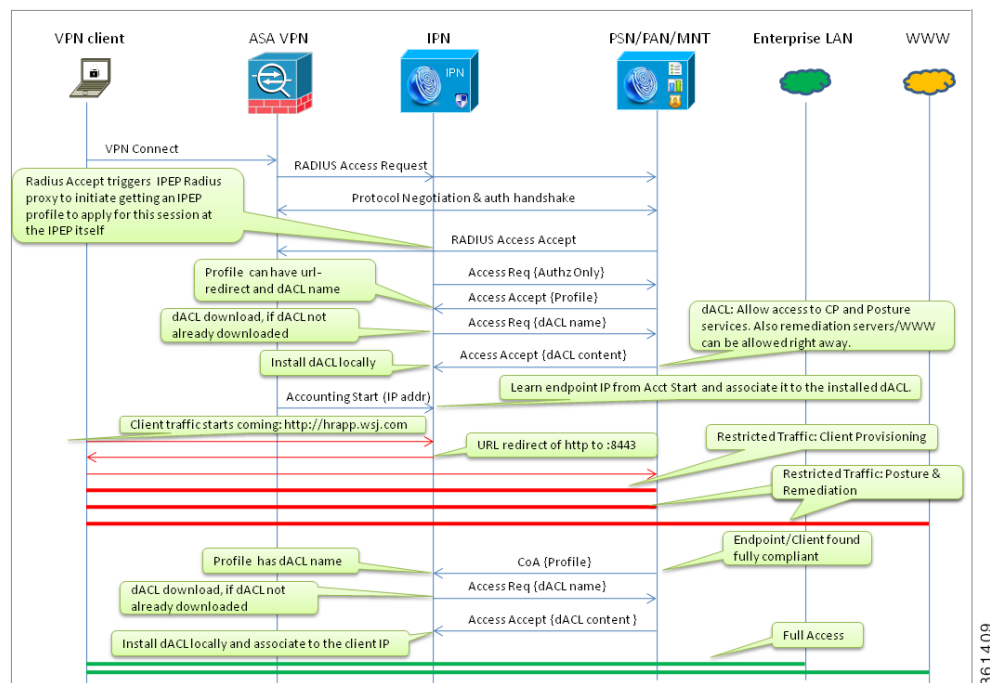 VPN client
ASA VPN
IPN
PSN/PAN/MNT
Enterprise LAN
WWW
IPN
VPN Connect
RADIUS Access Request
Radius Accept triggers IPEP Radius
proxy to initiate getting an IPEP
profile to apply for this session at
the IPEP itself
Protocol Negotiation & auth handshake
RADIUS Access Accept
Profile can have url-
redirect and dACL name
Access Req {Authz Only}
Access Accept {Profile}
dACL download, if dACL not
already downloaded
Access Req {dACL name}
dACL: Allow access to CP and Posture
services. Also remediation servers/WWW
can be allowed right away.
Install dACL locally
Access Accept {dACL content}
Learn endpoint IP from Acct Start and associate it to the installed dACL.
Accounting Start (IP addr)
Client traffic starts coming: http://hrapp.wsj.com
URL redirect of http to :8443
Restricted Traffic: Client Provisioning
Restricted Traffic: Posture &
Remediation
Endpoint/Client found
fully compliant
Profile has dACL name
CoA {Profile}
dACL download, if dACL not
already downloaded
Access Req {dACL name}
Access Accept {dACL content }
Install dACL locally and associate to the client IP
Full Access
361409